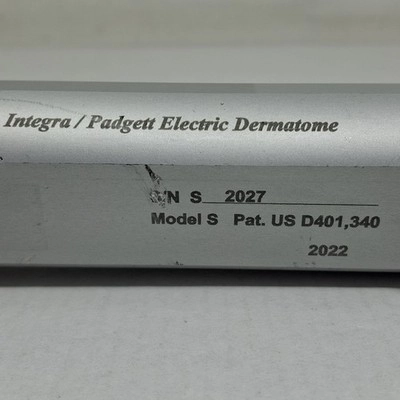 Integra / Padgett Electric Dermatome
S/N S 2027
Model S Pat. US D401,340
2022